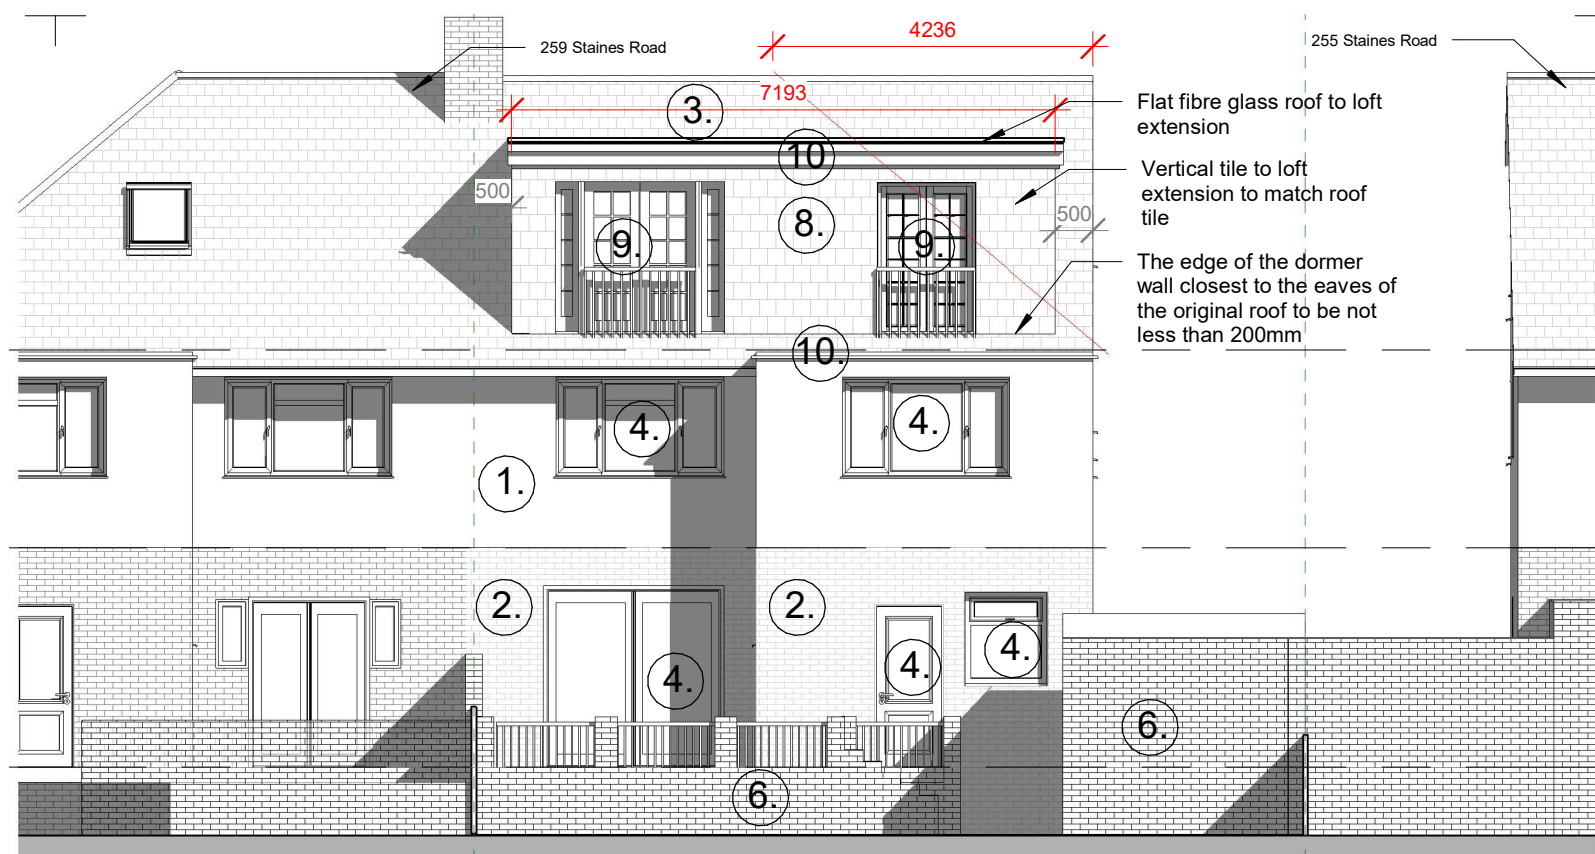 4236
259 Staines Road
255 Staines Road
7193
3.
Flat fibre glass roof to loft
extension
10
Vertical tile to loft
extension to match roof
tile
500
8.
500
9.
9.
The edge of the dormer
wall closest to the eaves of
the original roof to be not
less than 200mm
10.
4.
4.
1.
2.
2.
4.
4.
4.
6.
6.